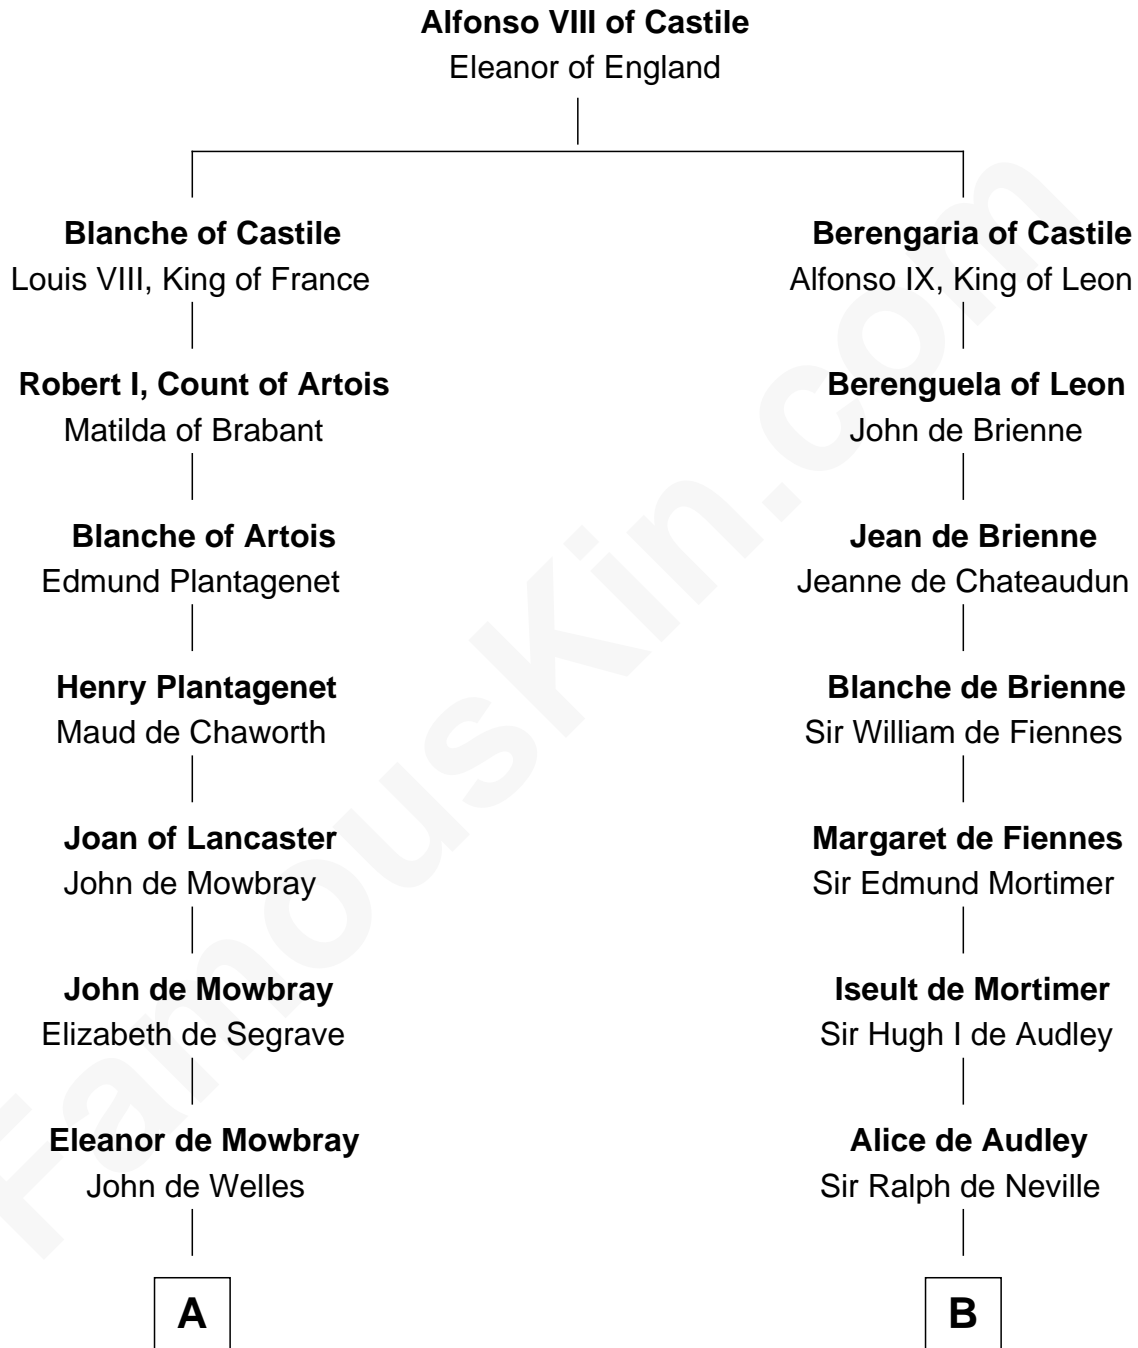 Alfonso VIII of Castile
Eleanor of England
Blanche of Castile
Louis VIII, King of France
Berengaria of Castile
Alfonso IX, King of Leon
Robert I, Count of Artois
Matilda of Brabant
Berenguela of Leon
John de Brienne
Blanche of Artois
Edmund Plantagenet
Jean de Brienne
Jeanne de Chateaudun
Henry Plantagenet
Maud de Chaworth
Blanche de Brienne
Sir William de Fiennes
Joan of Lancaster
John de Mowbray
Margaret de Fiennes
Sir Edmund Mortimer
John de Mowbray
Elizabeth de Segrave
Iseult de Mortimer
Sir Hugh I de Audley
Eleanor de Mowbray
John de Welles
Alice de Audley
Sir Ralph de Neville
A
B
FamousKin.com